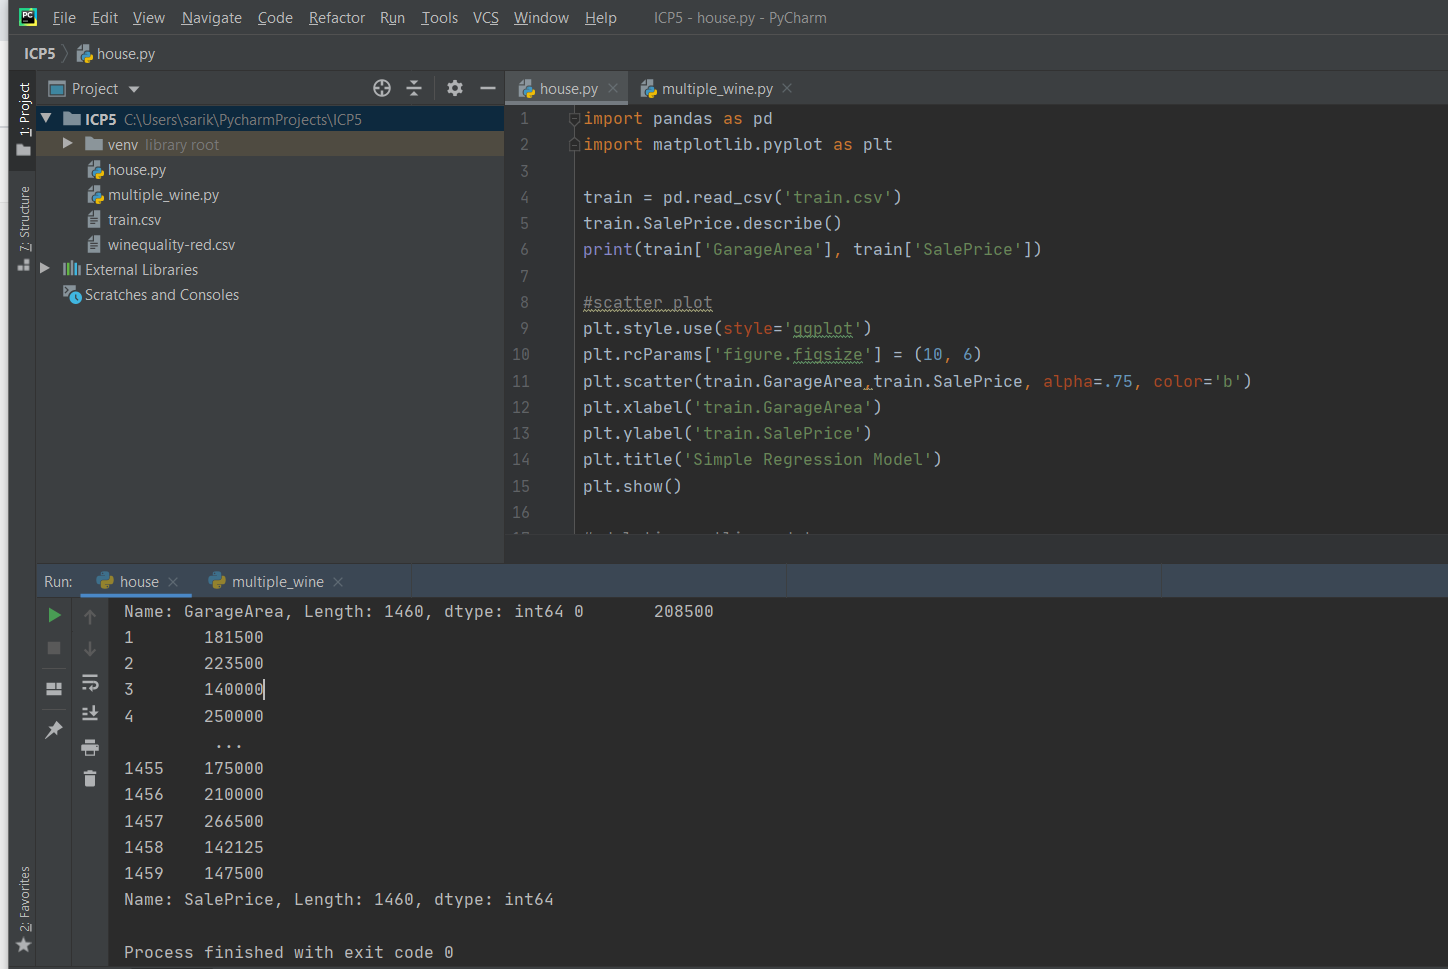 PC File Edit View Navigate Code Refactor Run Tools VCS Window Help ICP5 - house.py - PyCharm
ICP5 house.py
1: Project
7: Structure
2: Favorites
Project
ICP5 C:\Users\sarik\PycharmProjects\ICP5
venv library root
house.py
multiple_wine.py
train.csv
winequality-red.csv
External Libraries
Scratches and Consoles
house.py multiple_wine.py
1 import pandas as pd
2 import matplotlib.pyplot as plt
3
4 train = pd.read_csv('train.csv')
5 train.SalePrice.describe()
6 print(train['GarageArea'], train['SalePrice'])
7
8 #scatter plot
9 plt.style.use(style='ggplot')
10 plt.rcParams['figure.figsize'] = (10, 6)
11 plt.scatter(train.GarageArea,train.SalePrice, alpha=.75, color='b')
12 plt.xlabel('train.GarageArea')
13 plt.ylabel('train.SalePrice')
14 plt.title('Simple Regression Model')
15 plt.show()
16
Run: house multiple_wine
Name: GarageArea, Length: 1460, dtype: int64 0 208500
1 181500
2 223500
3 140000
4 250000
...
1455 175000
1456 210000
1457 266500
1458 142125
1459 147500
Name: SalePrice, Length: 1460, dtype: int64
Process finished with exit code 0